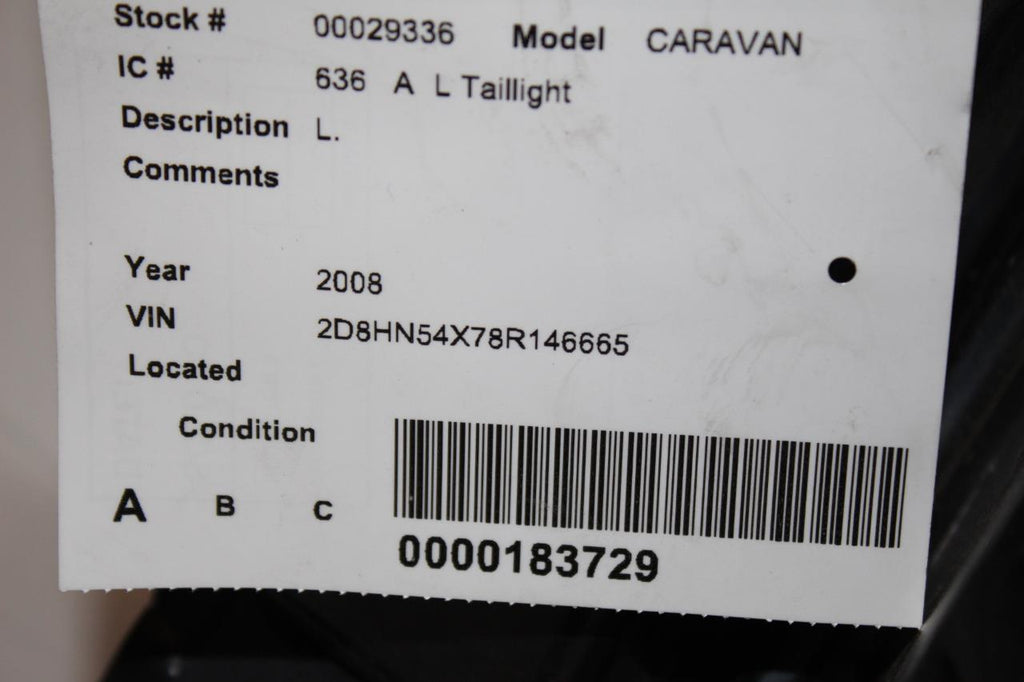 Stock # 00029336 Model CARAVAN
IC # 636 A L Taillight
Description L.
Comments
Year 2008
VIN 2D8HN54X78R146665
Located
Condition
A B C
0000183729